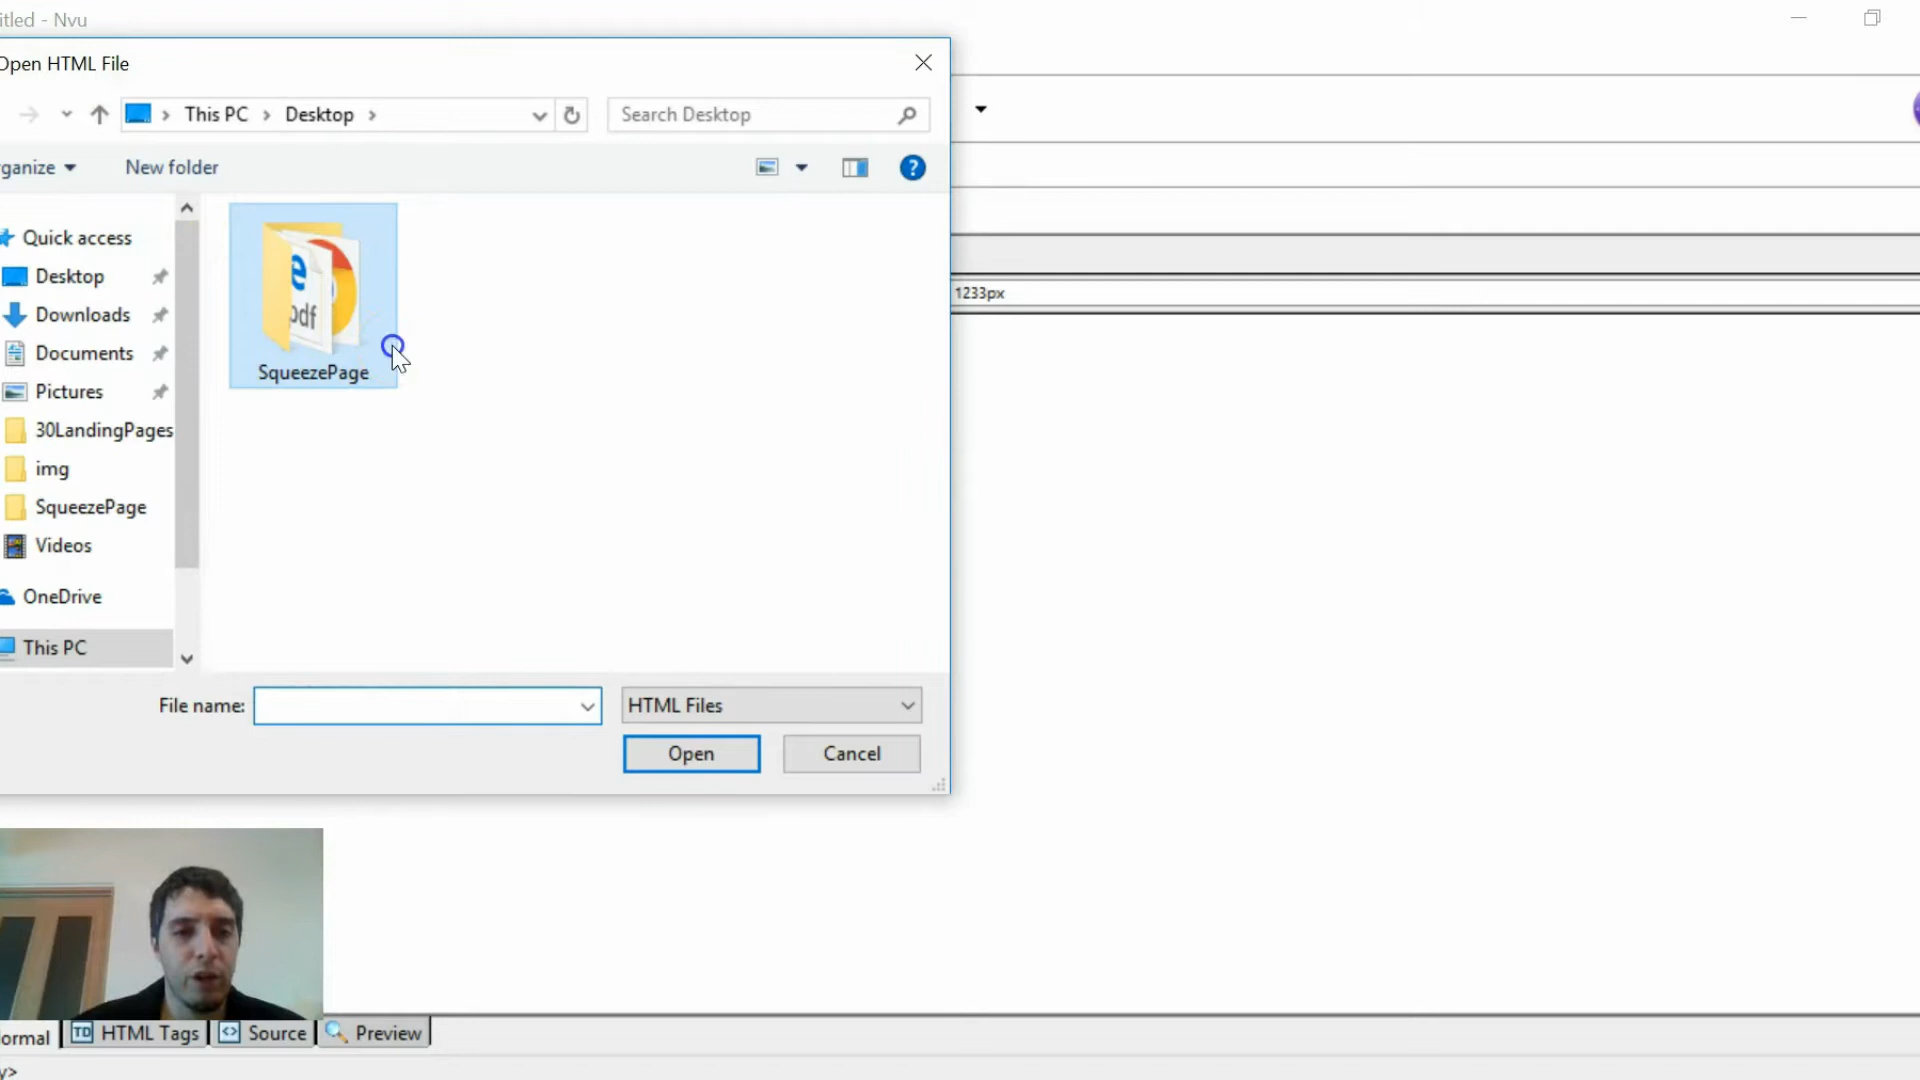 itled - Nvu
Open HTML File
This PC
Desktop
Search Desktop
ganize
New folder
?
Quick access
Desktop
Downloads
Documents
Pictures
30LandingPages
img
SqueezePage
Videos
OneDrive
This PC
e
pdf
SqueezePage
1233px
File name:
HTML Files
Open
Cancel
ormal
TD HTML Tags
Source
Preview
y>